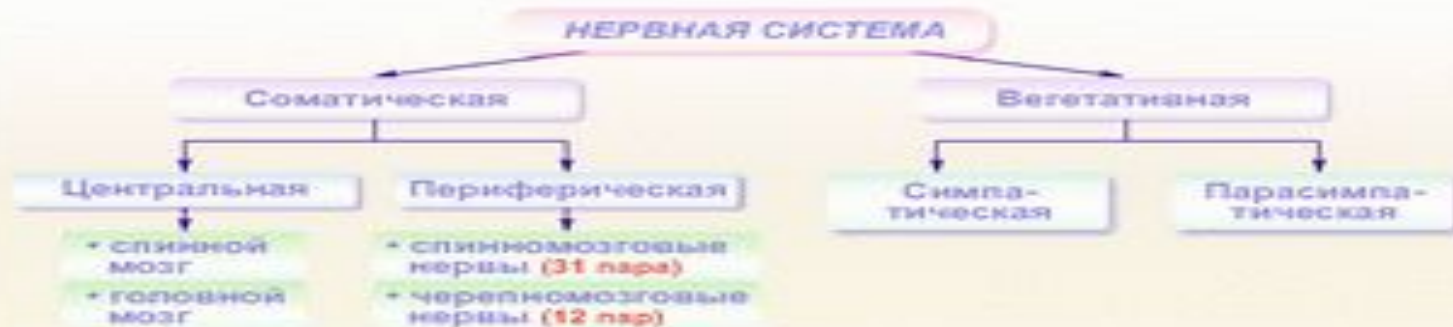 НЕРВНАЯ СИСТЕМА
Соматическая
Вегетативная
Центральная
Периферическая
Симпа-
тическая
Парасимпа-
тическая
• спинной
мозг
• головной
мозг
• спинномозговые
нервы (31 пара)
• черепномозговые
нервы (12 пар)